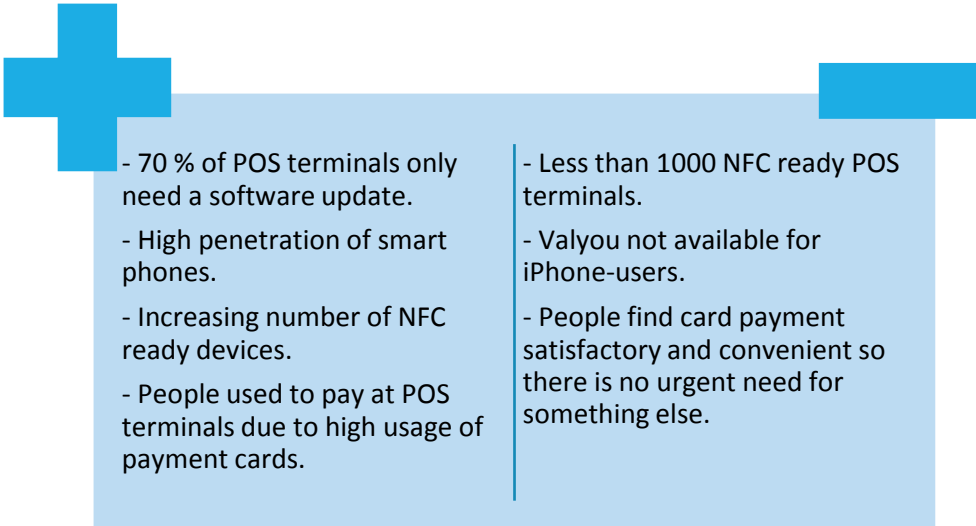 - 70 % of POS terminals only
need a software update.
- High penetration of smart
phones.
- Increasing number of NFC
ready devices.
- People used to pay at POS
terminals due to high usage of
payment cards.
- Less than 1000 NFC ready POS
terminals.
- Valyou not available for
iPhone-users.
- People find card payment
satisfactory and convenient so
there is no urgent need for
something else.